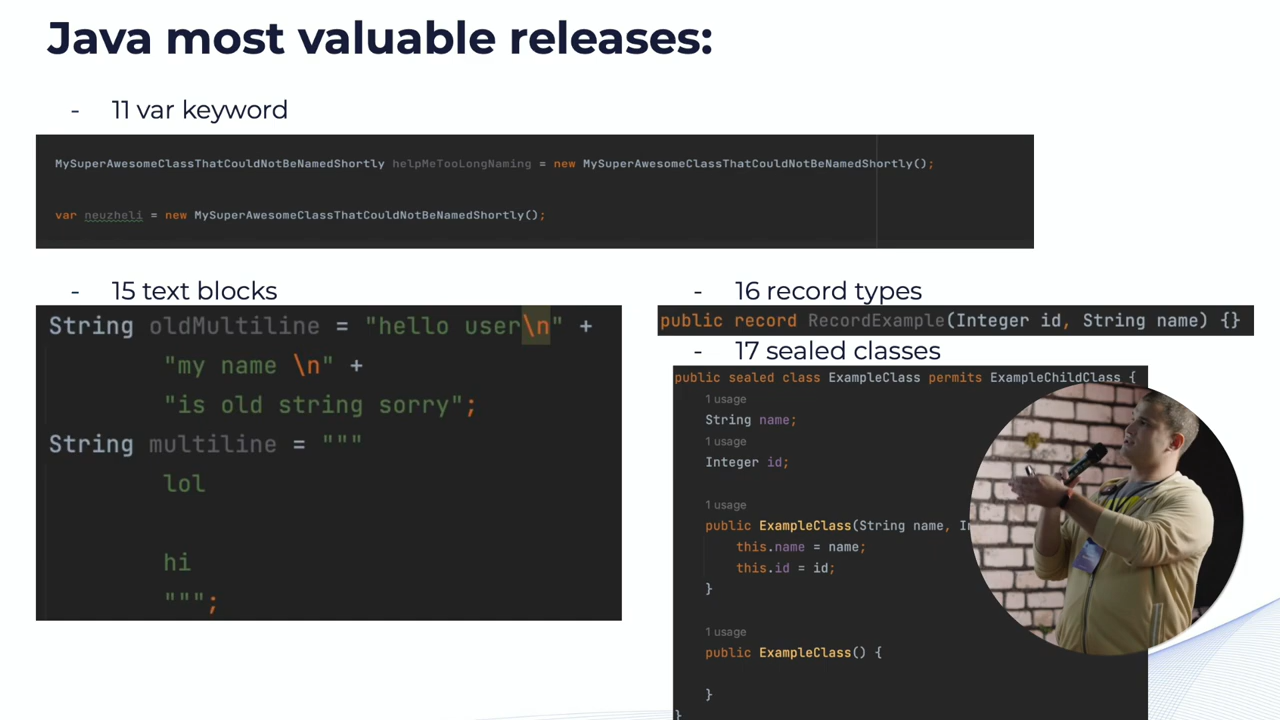 Java most valuable releases:
- 11 var keyword
MySuperAwesomeClassThatCouldNotBeNamedShortly helpMeTooLongNaming = new MySuperAwesomeClassThatCouldNotBeNamedShortly();
var neuzheli = new MySuperAwesomeClassThatCouldNotBeNamedShortly();
- 15 text blocks
String oldMultiline = "hello user\n" +
"my name \n" +
"is old string sorry";
String multiline = """
lol
hi
""";
- 16 record types
public record RecordExample(Integer id, String name) {}
- 17 sealed classes
public sealed class ExampleClass permits ExampleChildClass {
1 usage
String name;
1 usage
Integer id;
1 usage
public ExampleClass(String name,
this.name = name;
this.id = id;
}
1 usage
public ExampleClass() {
}
}